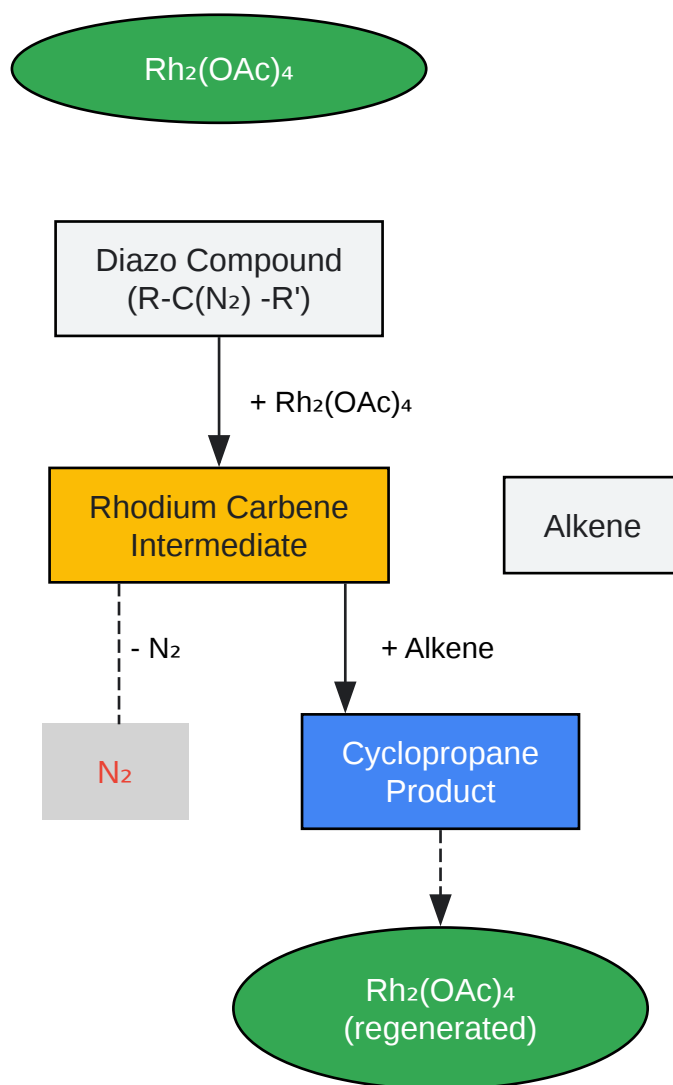 Rh₂(OAc)₄
Diazo Compound
(R-C(N₂) -R')
+ Rh₂(OAc)₄
Rhodium Carbene
Intermediate
Alkene
- N₂
+ Alkene
N₂
Cyclopropane
Product
Rh₂(OAc)₄
(regenerated)